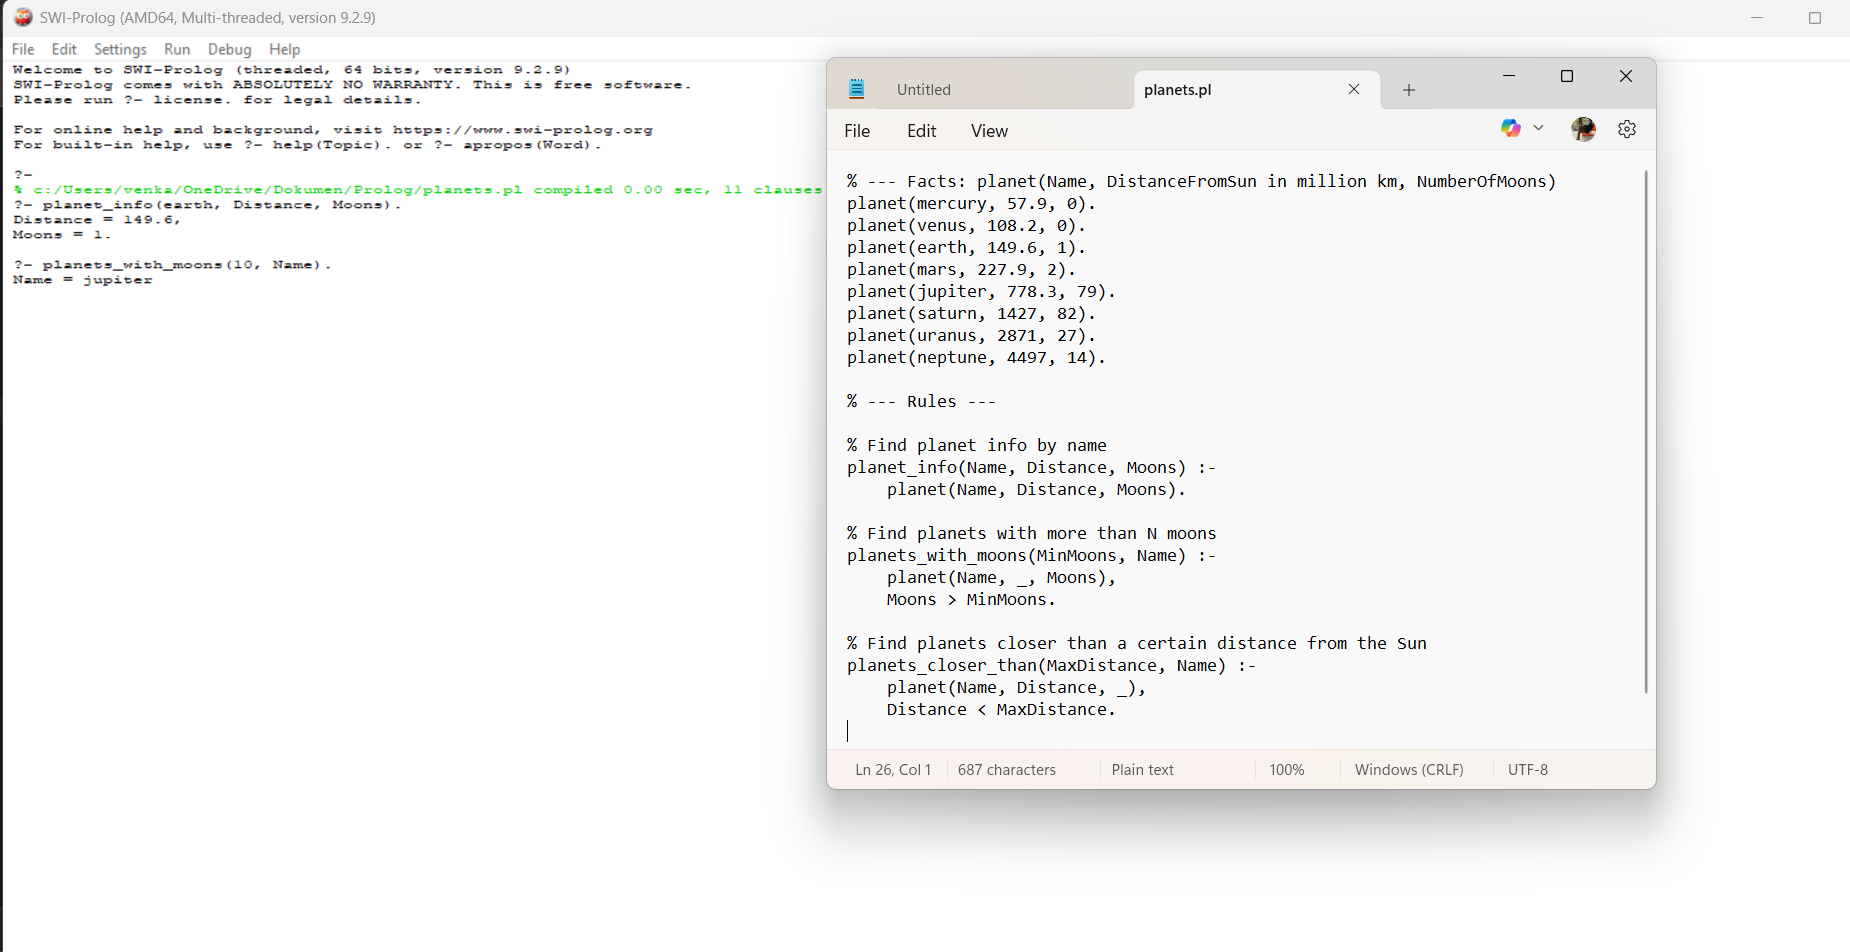 SWI-Prolog (AMD64, Multi-threaded, version 9.2.9)
File Edit Settings Run Debug Help
Welcome to SWI-Prolog (threaded, 64 bits, version 9.2.9)
SWI-Prolog comes with ABSOLUTELY NO WARRANTY. This is free software.
Please run ?- license. for legal details.
For online help and background, visit https://www.swi-prolog.org
For built-in help, use ?- help(Topic). or ?- apropos(Word).
?-
% c:/Users/venka/OneDrive/Dokumen/Prolog/planets.pl compiled 0.00 sec, 11 clauses
?- planet_info(earth, Distance, Moons).
Distance = 149.6,
Moons = 1.
?- planets_with_moons(10, Name).
Name = jupiter
Untitled planets.pl
File Edit View
% --- Facts: planet(Name, DistanceFromSun in million km, NumberOfMoons)
planet(mercury, 57.9, 0).
planet(venus, 108.2, 0).
planet(earth, 149.6, 1).
planet(mars, 227.9, 2).
planet(jupiter, 778.3, 79).
planet(saturn, 1427, 82).
planet(uranus, 2871, 27).
planet(neptune, 4497, 14).
% --- Rules ---
% Find planet info by name
planet_info(Name, Distance, Moons) :-
    planet(Name, Distance, Moons).
% Find planets with more than N moons
planets_with_moons(MinMoons, Name) :-
    planet(Name, _, Moons),
    Moons > MinMoons.
% Find planets closer than a certain distance from the Sun
planets_closer_than(MaxDistance, Name) :-
    planet(Name, Distance, _),
    Distance < MaxDistance.
Ln 26, Col 1 687 characters Plain text 100% Windows (CRLF) UTF-8